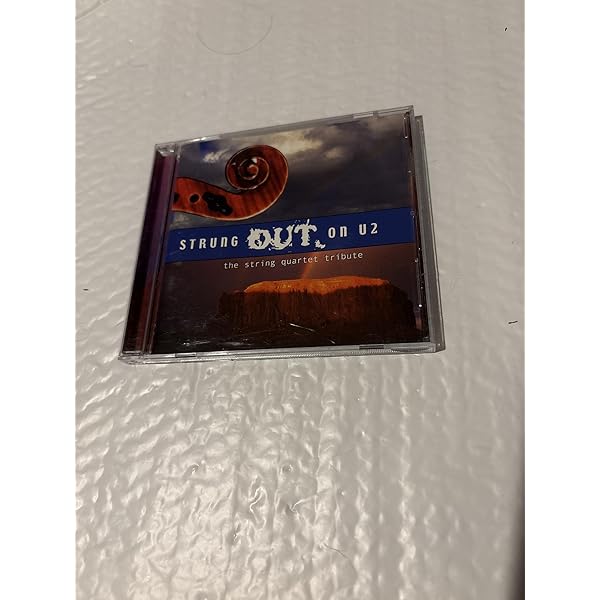 STRUNG OUT. on U2
the string quartet tribute